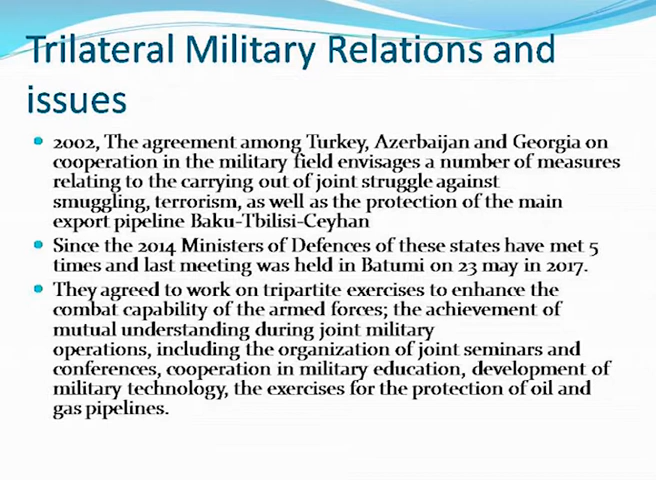 Trilateral Military Relations and
issues
2002, The agreement among Turkey, Azerbaijan and Georgia on
cooperation in the military field envisages a number of measures
relating to the carrying out of joint struggle against
smuggling, terrorism, as well as the protection of the main
export pipeline Baku-Tbilisi-Ceyhan
Since the 2014 Ministers of Defences of these states have met 5
times and last meeting was held in Batumi on 23 may in 2017.
They agreed to work on tripartite exercises to enhance the
combat capability of the armed forces; the achievement of
mutual understanding during joint military
operations, including the organization of joint seminars and
conferences, cooperation in military education, development of
military technology, the exercises for the protection of oil and
gas pipelines.